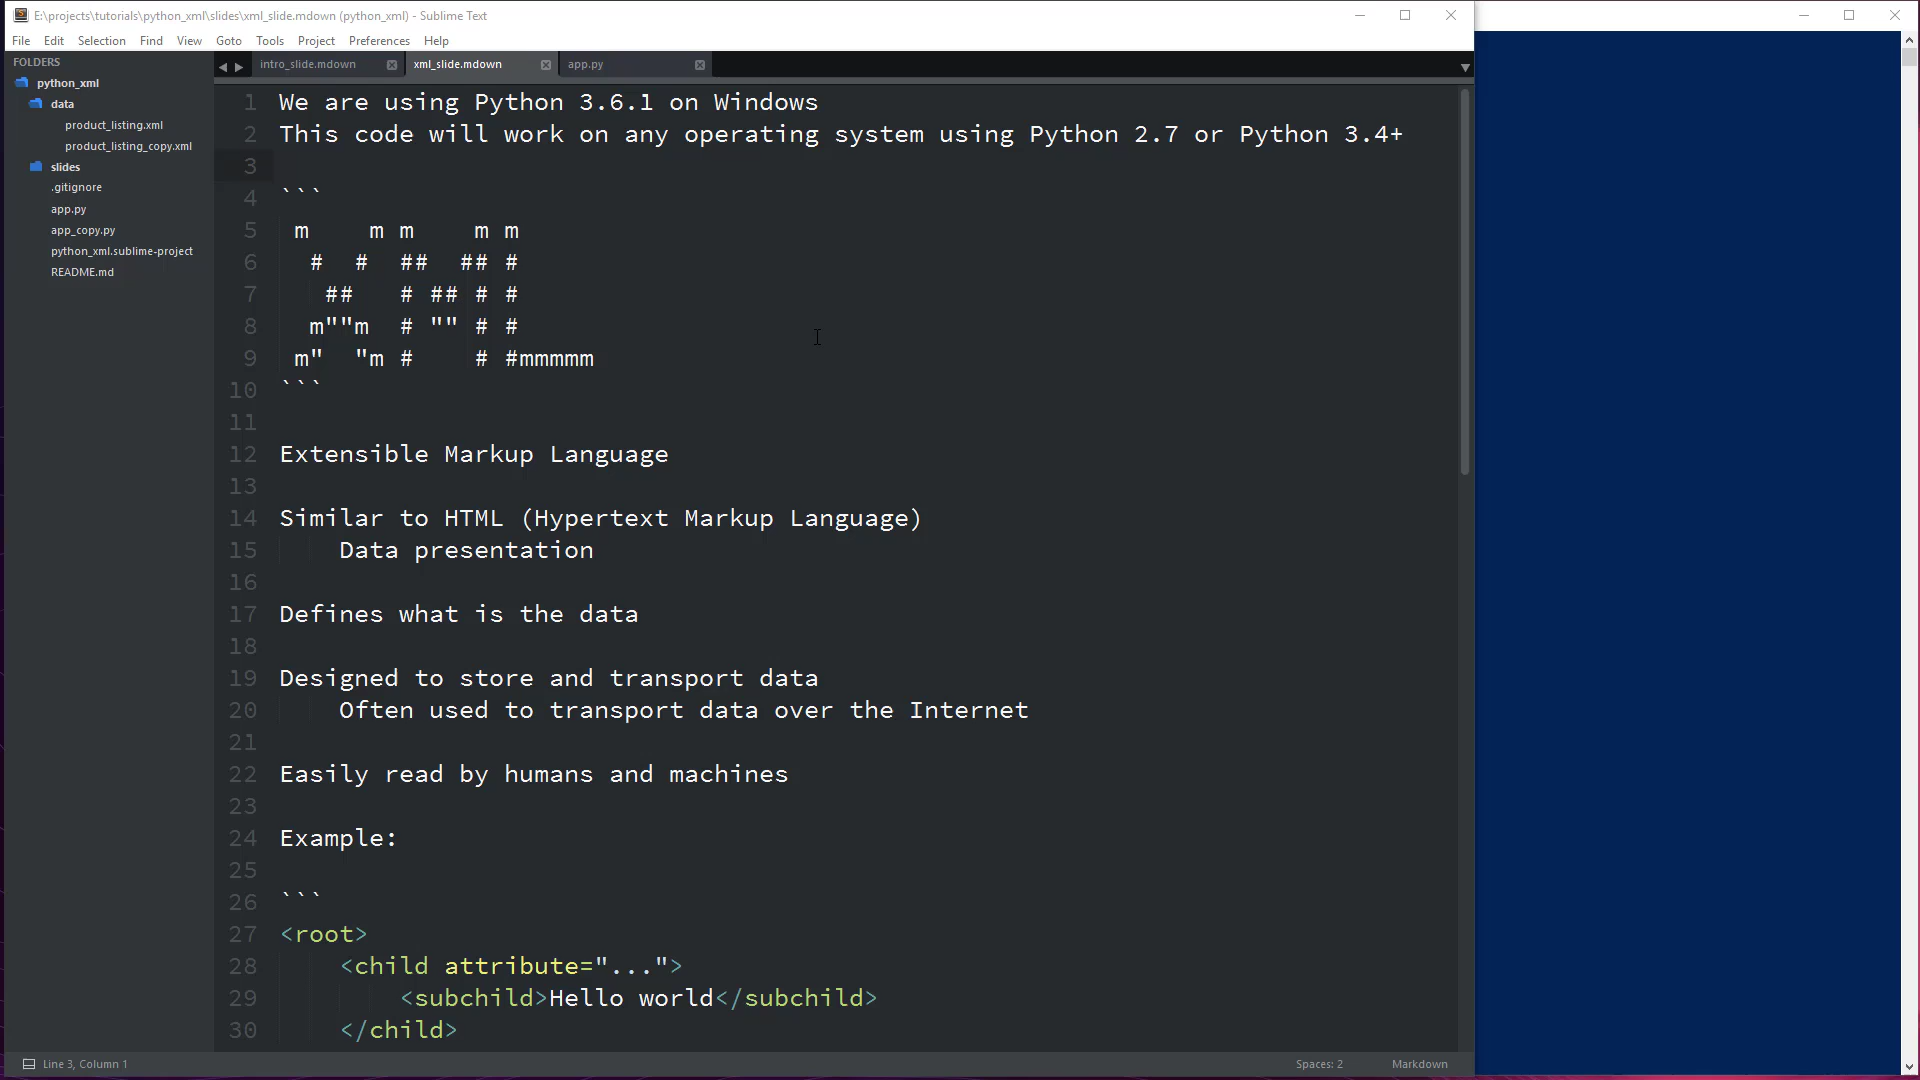 E:\projects\tutorials\python_xml\slides\xml_slide.mdown (python_xml) - Sublime Text
File Edit Selection Find View Goto Tools Project Preferences Help
FOLDERS
python_xml
data
product_listing.xml
product_listing_copy.xml
slides
.gitignore
app.py
app_copy.py
python_xml.sublime-project
README.md
intro_slide.mdown xml_slide.mdown app.py
1 We are using Python 3.6.1 on Windows
2 This code will work on any operating system using Python 2.7 or Python 3.4+
3
4 ```
5  m    m m    m m
6   #  #  ##  ## #
7    ##   # ## # #
8   m""m  # "" # #
9  m"  "m #    # #mmmmm
10 ```
11
12 Extensible Markup Language
13
14 Similar to HTML (Hypertext Markup Language)
15     Data presentation
16
17 Defines what is the data
18
19 Designed to store and transport data
20     Often used to transport data over the Internet
21
22 Easily read by humans and machines
23
24 Example:
25
26 ```
27 <root>
28     <child attribute="...">
29         <subchild>Hello world</subchild>
30     </child>
Line 3, Column 1 Spaces: 2 Markdown